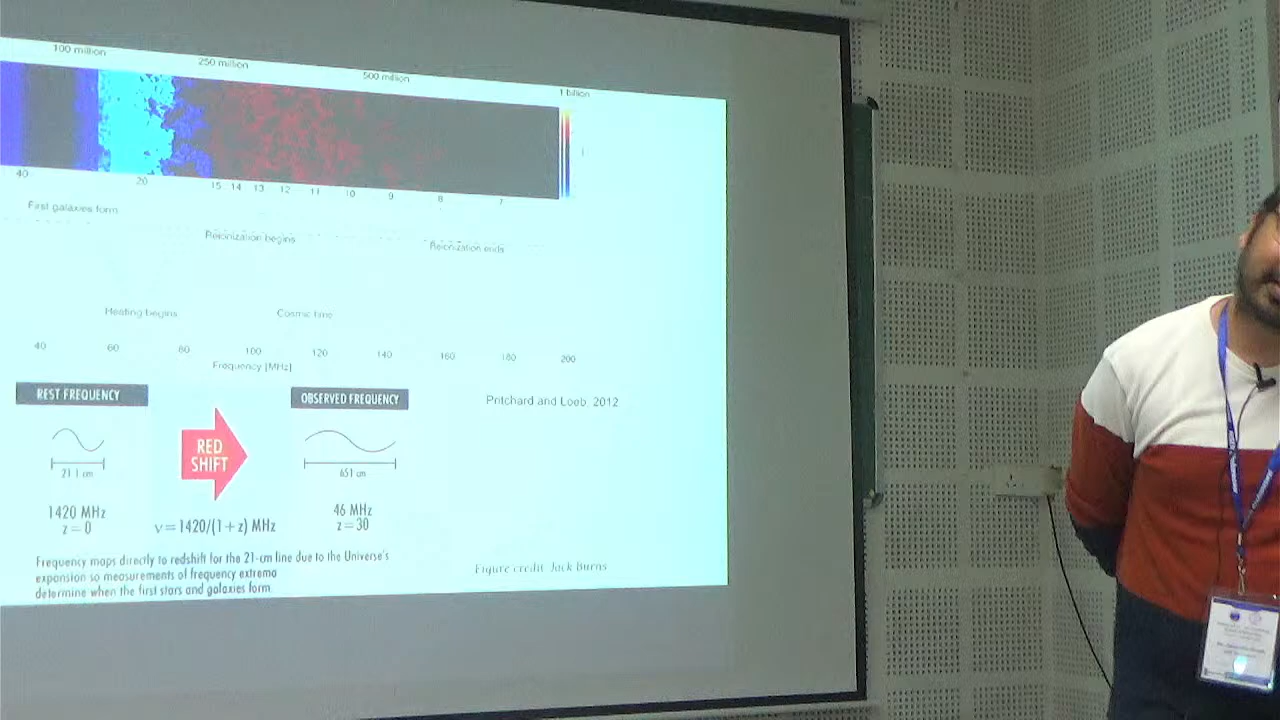 100 million
250 million
500 million
1 billion
40
20
15 14 13 12 11 10 9 8 7
First galaxies form
Reionization begins
Reionization ends
Heating begins
Cosmic time
40 60 80 100 120 140 160 180 200
Frequency [MHz]
REST FREQUENCY
OBSERVED FREQUENCY
Pritchard and Loeb, 2012
RED
SHIFT
21.1 cm
651 cm
1420 MHz
z=0
ν=1420/(1+z) MHz
46 MHz
z=30
Frequency maps directly to redshift for the 21-cm line due to the Universe's
expansion so measurements of frequency extrema
determine when the first stars and galaxies form.
Figure credit: Jack Burns